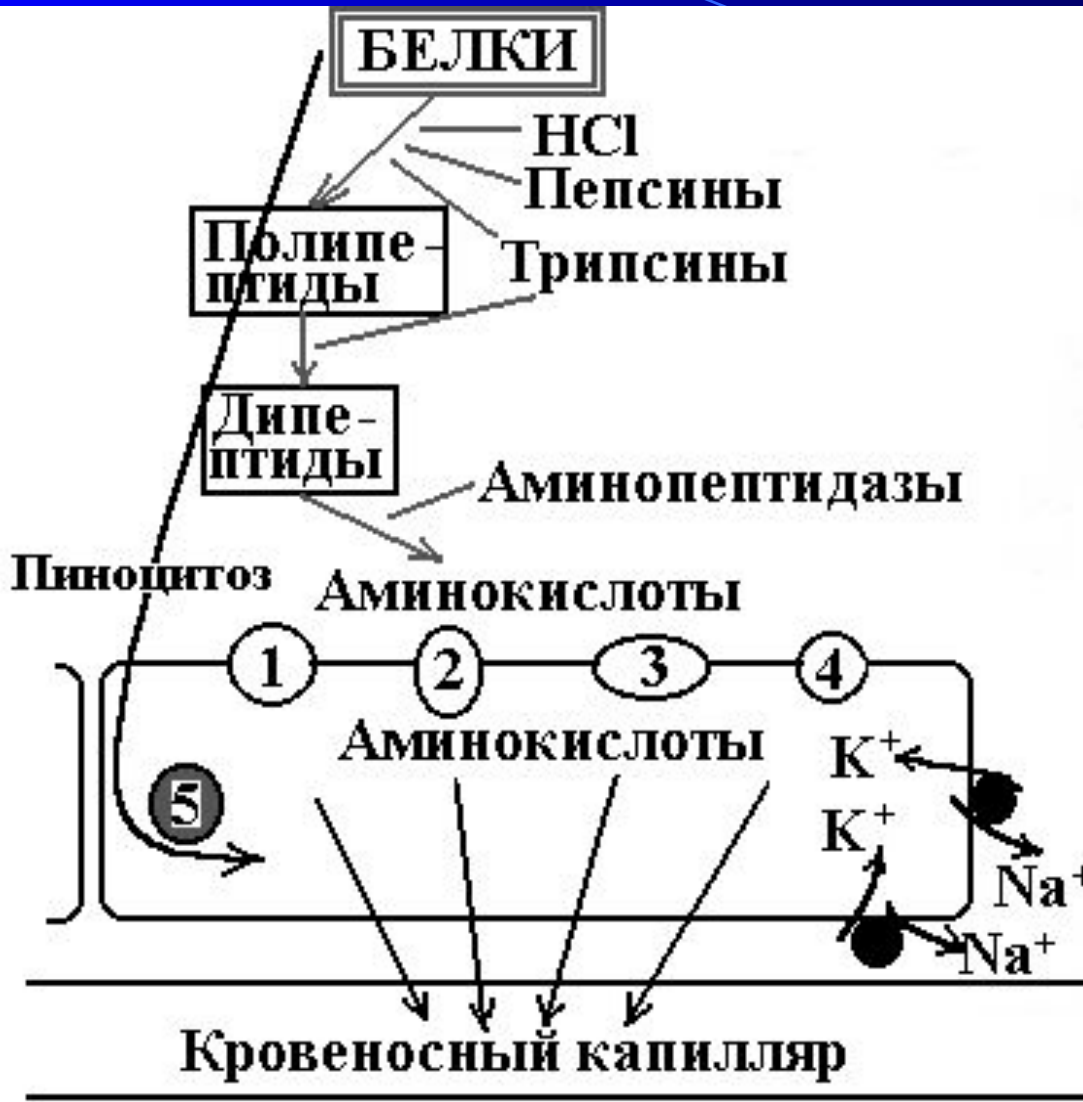 БЕЛКИ
HCl
Пепсины
Трипсины
Полипе-
птиды
Дипе-
птиды
Аминопептидазы
Пиноцитоз
Аминокислоты
1 2 3 4
Аминокислоты
K+
5
K+
Na+
Na+
Кровеносный капилляр